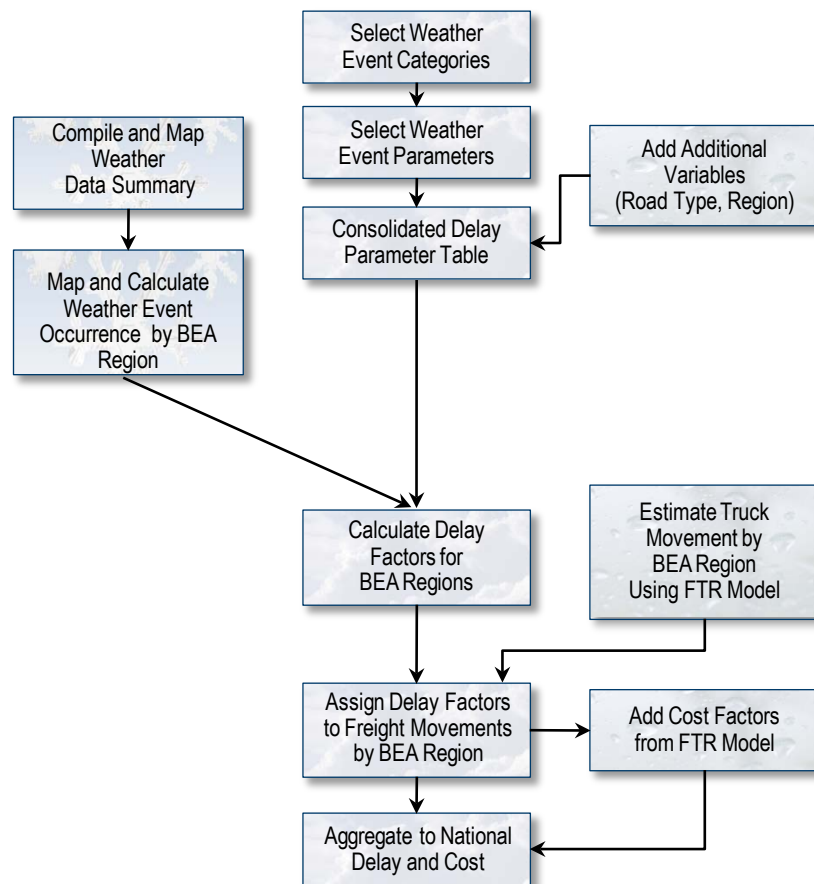 Select Weather
Event Categories
Compile and Map
Weather
Data Summary
Select Weather
Event Parameters
Add Additional
Variables
(Road Type, Region)
Consolidated Delay
Parameter Table
Map and Calculate
Weather Event
Occurrence by BEA
Region
Calculate Delay
Factors for
BEA Regions
Estimate Truck
Movement by
BEA Region
Using FTR Model
Assign Delay Factors
to Freight Movements
by BEA Region
Add Cost Factors
from FTR Model
Aggregate to National
Delay and Cost